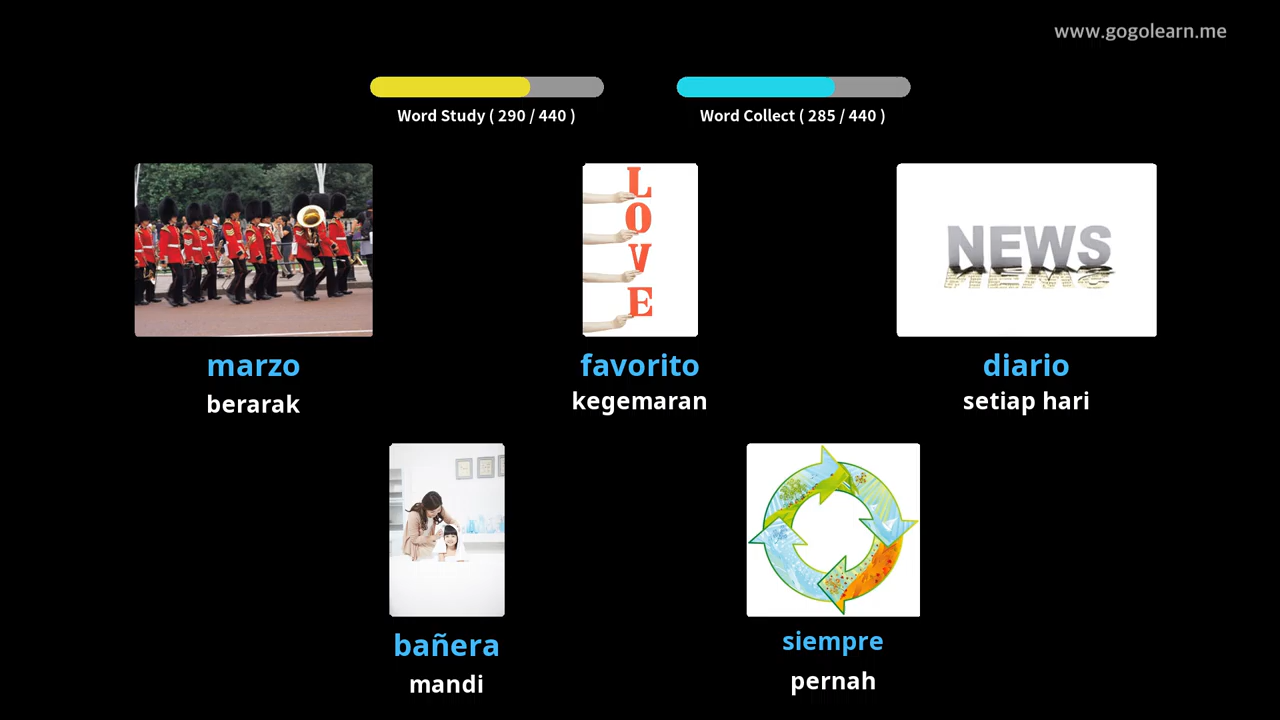 www.gogolearn.me
Word Study ( 290 / 440 )
Word Collect ( 285 / 440 )
LOVE
NEWS
marzo
favorito
diario
berarak
kegemaran
setiap hari
bañera
siempre
mandi
pernah